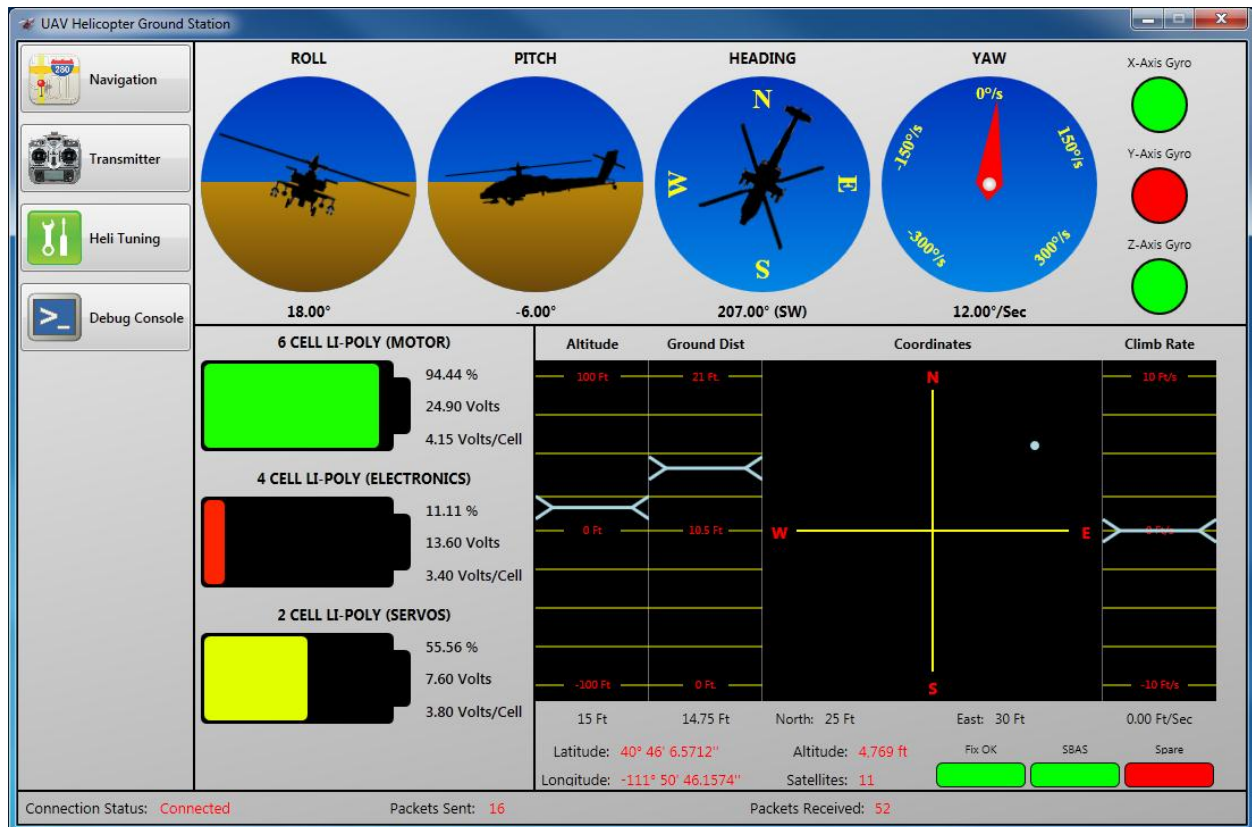 UAV Helicopter Ground Station
280
Navigation
Transmitter
Heli Tuning
Debug Console
ROLL
18.00°
PITCH
-6.00°
HEADING
N
W
E
S
207.00° (SW)
YAW
0°/s
-150°/s
150°/s
-300°/s
300°/s
12.00°/Sec
X-Axis Gyro
Y-Axis Gyro
Z-Axis Gyro
6 CELL LI-POLY (MOTOR)
94.44 %
24.90 Volts
4.15 Volts/Cell
4 CELL LI-POLY (ELECTRONICS)
11.11 %
13.60 Volts
3.40 Volts/Cell
2 CELL LI-POLY (SERVOS)
55.56 %
7.60 Volts
3.80 Volts/Cell
Altitude
100 Ft
0 Ft
-100 Ft
15 Ft
Ground Dist
21 Ft.
10.5 Ft
0 Ft.
14.75 Ft
Coordinates
N
W
E
S
North: 25 Ft
East: 30 Ft
Climb Rate
10 Ft/s
0 Ft/s
-10 Ft/s
0.00 Ft/Sec
Latitude: 40° 46' 6.5712"
Altitude: 4,769 ft
Longitude: -111° 50' 46.1574"
Satellites: 11
Fix OK
SBAS
Spare
Connection Status: Connected
Packets Sent: 16
Packets Received: 52